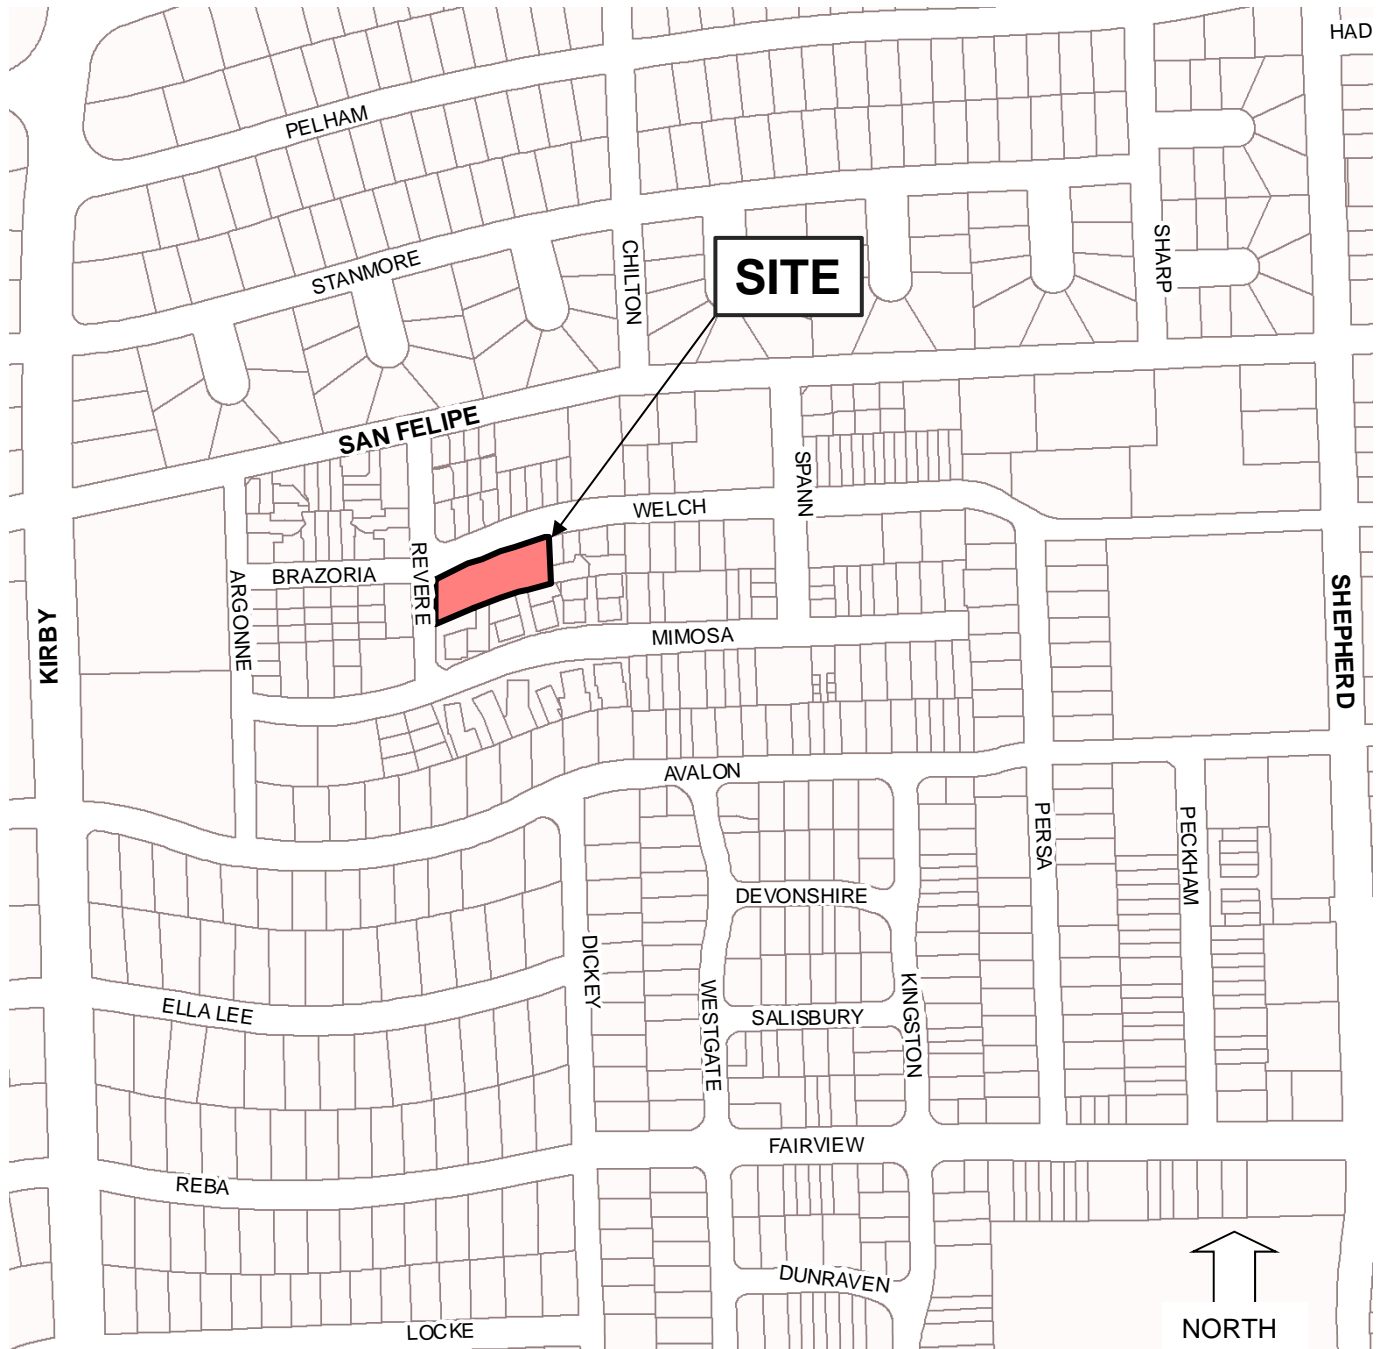 HAD
PELHAM
STANMORE
CHILTON
SHARP
SITE
SAN FELIPE
SPANN
WELCH
REVERE
BRAZORIA
ARGONNE
KIRBY
MIMOSA
SHEPHERD
AVALON
PERSA
PECKHAM
DEVONSHIRE
DICKEY
WESTGATE
KINGSTON
ELLA LEE
SALISBURY
FAIRVIEW
REBA
DUNRAVEN
LOCKE
NORTH